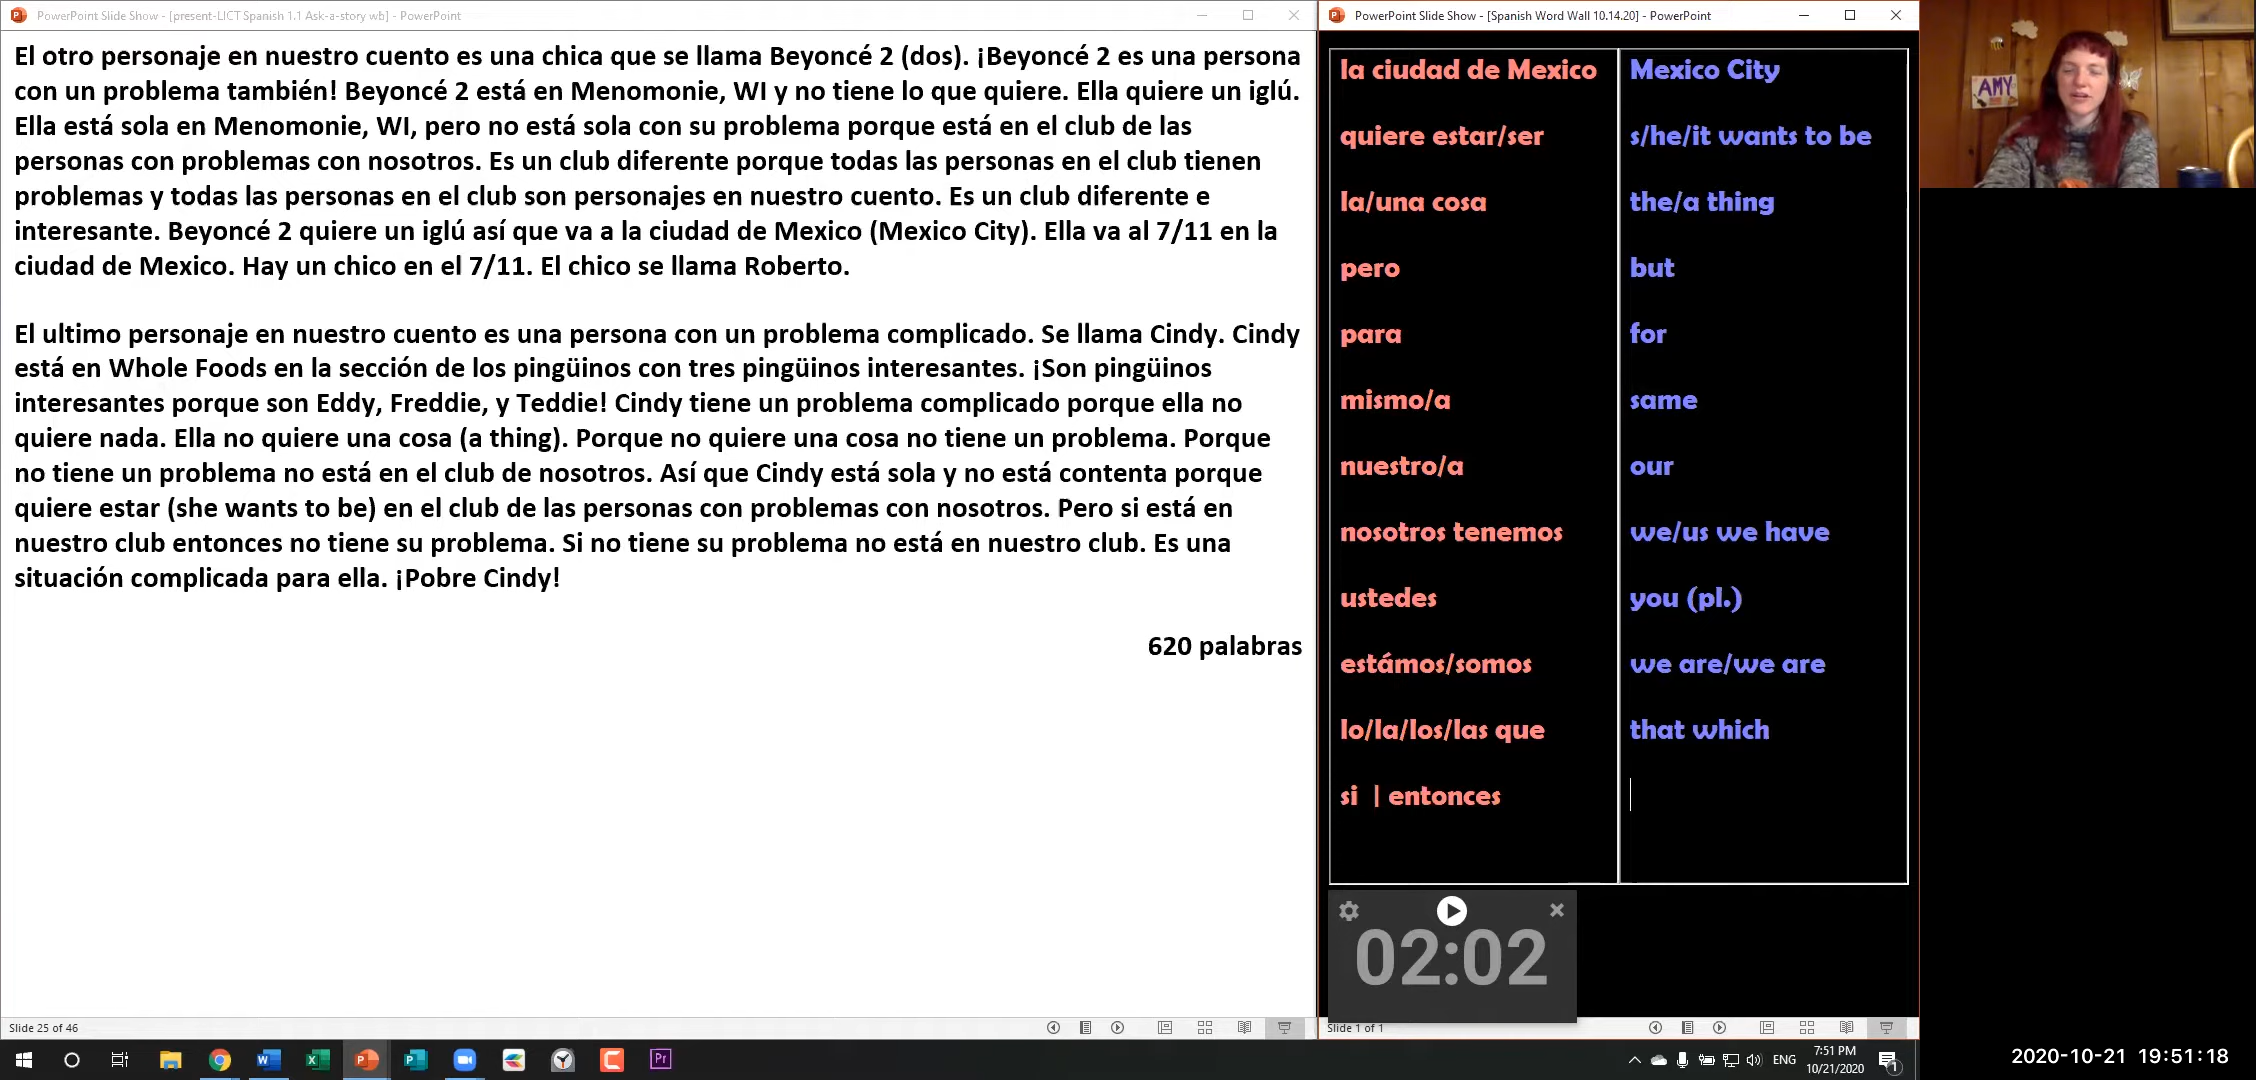 PowerPoint Slide Show - [present-LICT Spanish 1.1 Ask-a-story wb] - PowerPoint
El otro personaje en nuestro cuento es una chica que se llama Beyoncé 2 (dos). ¡Beyoncé 2 es una persona
con un problema también! Beyoncé 2 está en Menomonie, WI y no tiene lo que quiere. Ella quiere un iglú.
Ella está sola en Menomonie, WI, pero no está sola con su problema porque está en el club de las
personas con problemas con nosotros. Es un club diferente porque todas las personas en el club tienen
problemas y todas las personas en el club son personajes en nuestro cuento. Es un club diferente e
interesante. Beyoncé 2 quiere un iglú así que va a la ciudad de Mexico (Mexico City). Ella va al 7/11 en la
ciudad de Mexico. Hay un chico en el 7/11. El chico se llama Roberto.
El ultimo personaje en nuestro cuento es una persona con un problema complicado. Se llama Cindy. Cindy
está en Whole Foods en la sección de los pingüinos con tres pingüinos interesantes. ¡Son pingüinos
interesantes porque son Eddy, Freddie, y Teddie! Cindy tiene un problema complicado porque ella no
quiere nada. Ella no quiere una cosa (a thing). Porque no quiere una cosa no tiene un problema. Porque
no tiene un problema no está en el club de nosotros. Así que Cindy está sola y no está contenta porque
quiere estar (she wants to be) en el club de las personas con problemas con nosotros. Pero si está en
nuestro club entonces no tiene su problema. Si no tiene su problema no está en nuestro club. Es una
situación complicada para ella. ¡Pobre Cindy!
620 palabras
Slide 25 of 46
PowerPoint Slide Show - [Spanish Word Wall 10.14.20] - PowerPoint
la ciudad de Mexico Mexico City
quiere estar/ser s/he/it wants to be
la/una cosa the/a thing
pero but
para for
mismo/a same
nuestro/a our
nosotros tenemos we/us we have
ustedes you (pl.)
estámos/somos we are/we are
lo/la/los/las que that which
si | entonces
02:02
Slide 1 of 1
AMY
ENG
7:51 PM
10/21/2020
1
Pr
2020-10-21 19:51:18